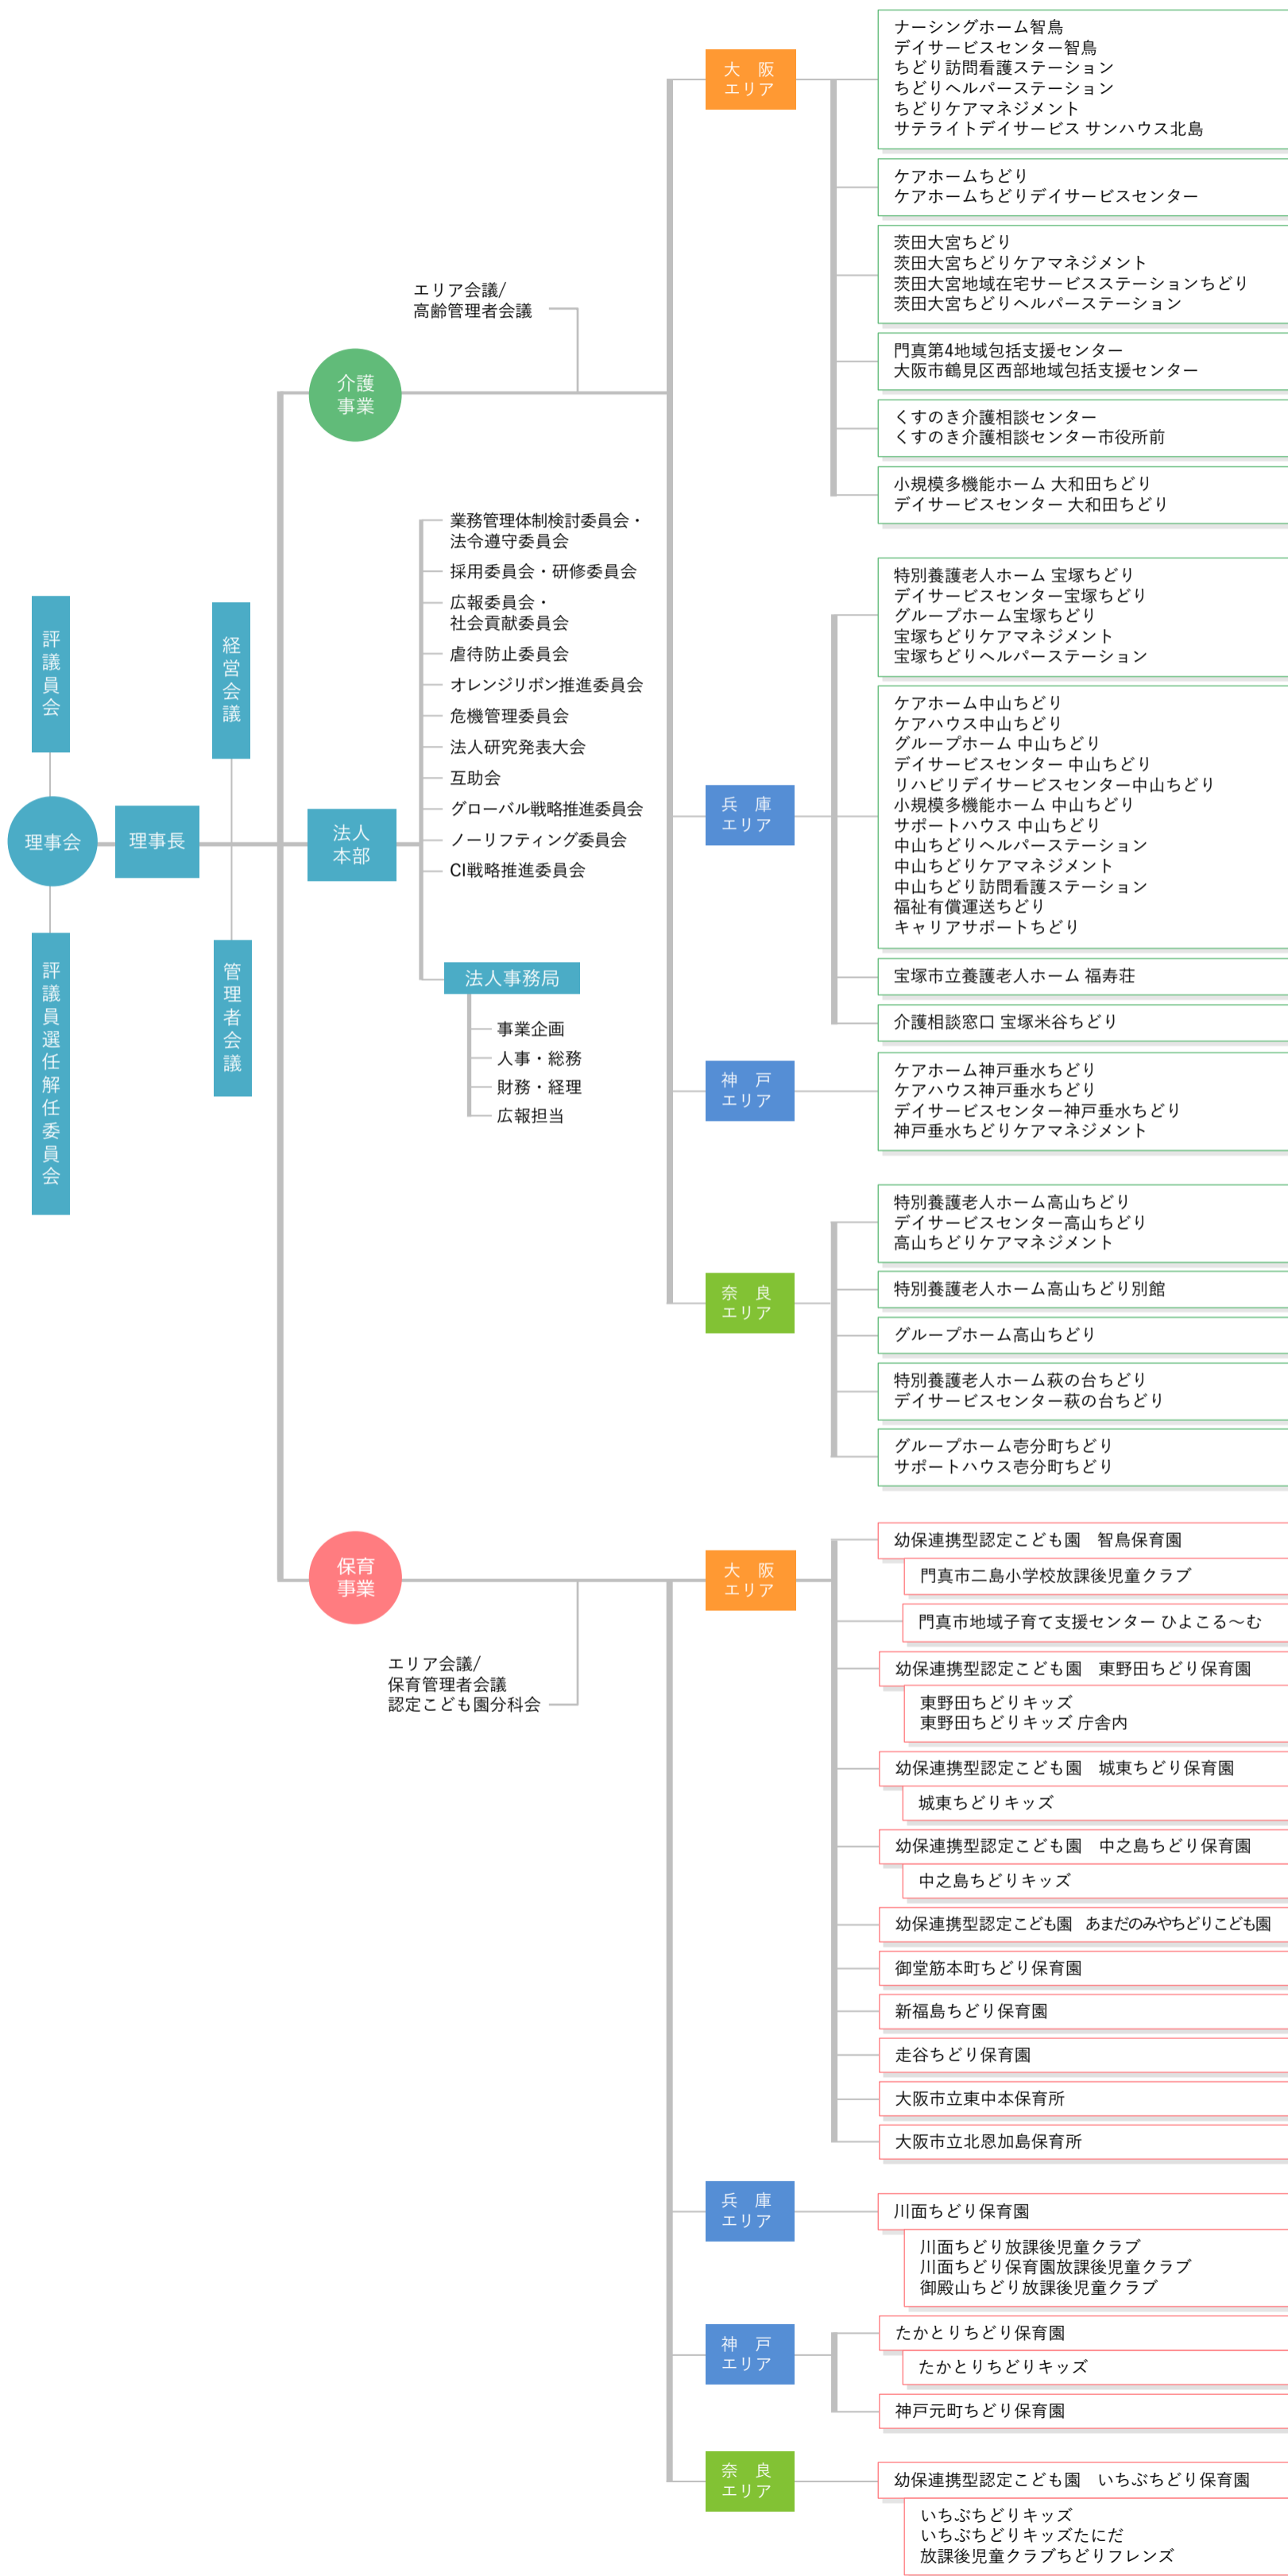 評議員会
理事会
評議員選任解任委員会
理事長
経営会議
管理者会議
法人
本部
業務管理体制検討委員会・
法令遵守委員会
採用委員会・研修委員会
広報委員会・
社会貢献委員会
虐待防止委員会
オレンジリボン推進委員会
危機管理委員会
法人研究発表大会
互助会
グローバル戦略推進委員会
ノーリフティング委員会
CI戦略推進委員会
法人事務局
事業企画
人事・総務
財務・経理
広報担当
介護
事業
エリア会議/
高齢管理者会議
大　阪
エリア
ナーシングホーム智鳥
デイサービスセンター智鳥
ちどり訪問看護ステーション
ちどりヘルパーステーション
ちどりケアマネジメント
サテライトデイサービス サンハウス北島
ケアホームちどり
ケアホームちどりデイサービスセンター
茨田大宮ちどり
茨田大宮ちどりケアマネジメント
茨田大宮地域在宅サービスステーションちどり
茨田大宮ちどりヘルパーステーション
門真第4地域包括支援センター
大阪市鶴見区西部地域包括支援センター
くすのき介護相談センター
くすのき介護相談センター市役所前
小規模多機能ホーム 大和田ちどり
デイサービスセンター 大和田ちどり
兵　庫
エリア
特別養護老人ホーム 宝塚ちどり
デイサービスセンター宝塚ちどり
グループホーム宝塚ちどり
宝塚ちどりケアマネジメント
宝塚ちどりヘルパーステーション
ケアホーム中山ちどり
ケアハウス中山ちどり
グループホーム 中山ちどり
デイサービスセンター 中山ちどり
リハビリデイサービスセンター中山ちどり
小規模多機能ホーム 中山ちどり
サポートハウス 中山ちどり
中山ちどりヘルパーステーション
中山ちどりケアマネジメント
中山ちどり訪問看護ステーション
福祉有償運送ちどり
キャリアサポートちどり
宝塚市立養護老人ホーム 福寿荘
介護相談窓口 宝塚米谷ちどり
神　戸
エリア
ケアホーム神戸垂水ちどり
ケアハウス神戸垂水ちどり
デイサービスセンター神戸垂水ちどり
神戸垂水ちどりケアマネジメント
奈　良
エリア
特別養護老人ホーム高山ちどり
デイサービスセンター高山ちどり
高山ちどりケアマネジメント
特別養護老人ホーム高山ちどり別館
グループホーム高山ちどり
特別養護老人ホーム萩の台ちどり
デイサービスセンター萩の台ちどり
グループホーム壱分町ちどり
サポートハウス壱分町ちどり
保育
事業
エリア会議/
保育管理者会議
認定こども園分科会
大　阪
エリア
幼保連携型認定こども園　智鳥保育園
門真市二島小学校放課後児童クラブ
門真市地域子育て支援センター ひよこる～む
幼保連携型認定こども園　東野田ちどり保育園
東野田ちどりキッズ
東野田ちどりキッズ 庁舎内
幼保連携型認定こども園　城東ちどり保育園
城東ちどりキッズ
幼保連携型認定こども園　中之島ちどり保育園
中之島ちどりキッズ
幼保連携型認定こども園　あまだのみやちどりこども園
御堂筋本町ちどり保育園
新福島ちどり保育園
走谷ちどり保育園
大阪市立東中本保育所
大阪市立北恩加島保育所
兵　庫
エリア
川面ちどり保育園
川面ちどり放課後児童クラブ
川面ちどり保育園放課後児童クラブ
御殿山ちどり放課後児童クラブ
神　戸
エリア
たかとりちどり保育園
たかとりちどりキッズ
神戸元町ちどり保育園
奈　良
エリア
幼保連携型認定こども園　いちぶちどり保育園
いちぶちどりキッズ
いちぶちどりキッズたにだ
放課後児童クラブちどりフレンズ